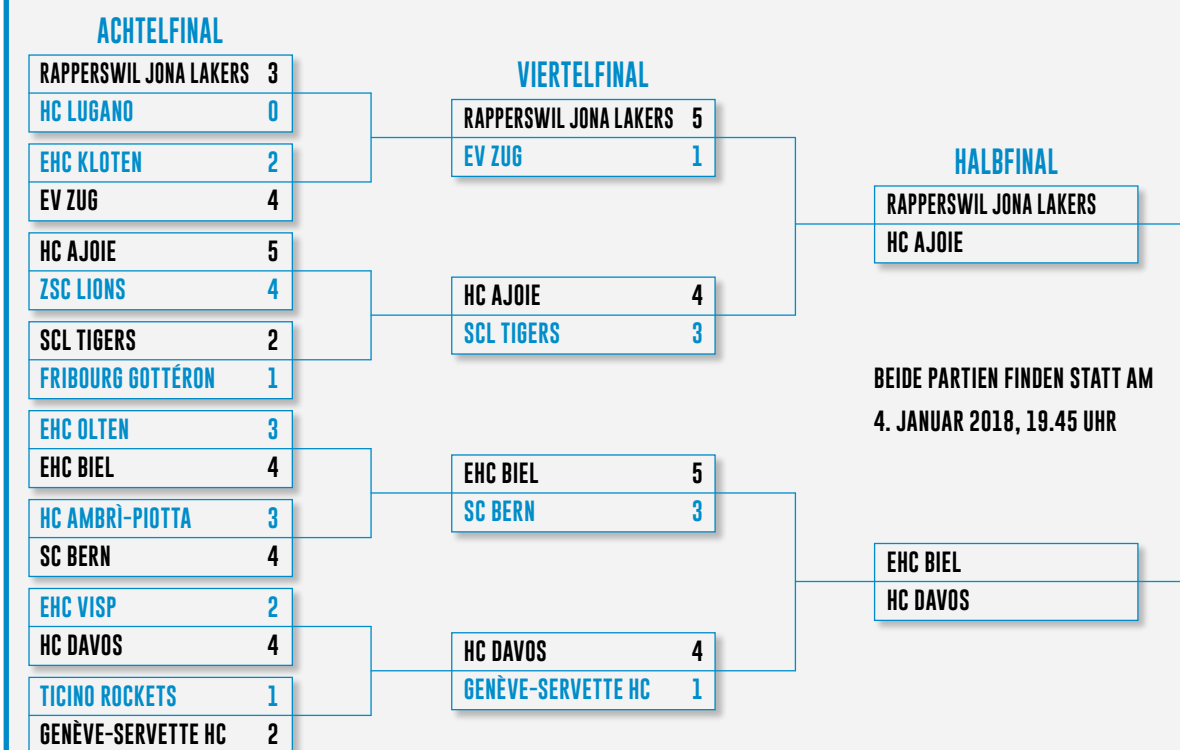 ACHTELFINAL
RAPPERSWIL JONA LAKERS 3
HC LUGANO 0
EHC KLOTEN 2
EV ZUG 4
HC AJOIE 5
ZSC LIONS 4
SCL TIGERS 2
FRIBOURG GOTTÉRON 1
EHC OLTEN 3
EHC BIEL 4
HC AMBRÌ-PIOTTA 3
SC BERN 4
EHC VISP 2
HC DAVOS 4
TICINO ROCKETS 1
GENÈVE-SERVETTE HC 2
VIERTELFINAL
RAPPERSWIL JONA LAKERS 5
EV ZUG 1
HC AJOIE 4
SCL TIGERS 3
EHC BIEL 5
SC BERN 3
HC DAVOS 4
GENÈVE-SERVETTE HC 1
HALBFINAL
RAPPERSWIL JONA LAKERS
HC AJOIE
BEIDE PARTIEN FINDEN STATT AM
4. JANUAR 2018, 19.45 UHR
EHC BIEL
HC DAVOS